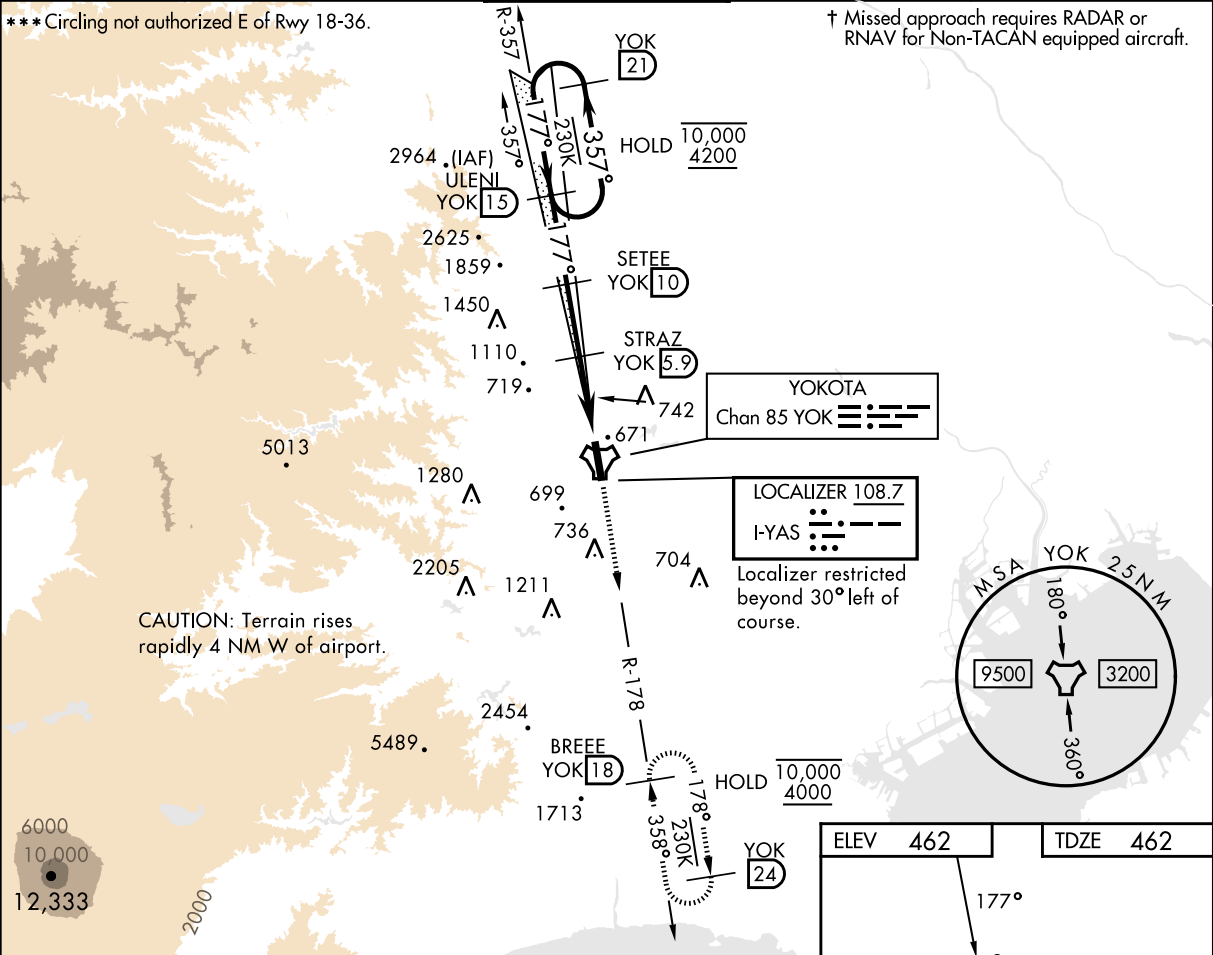 *** Circling not authorized E of Rwy 18-36.
† Missed approach requires RADAR or
RNAV for Non-TACAN equipped aircraft.
R-357
YOK
21
177°
230K
357°
357°
HOLD
10,000
4200
2964
(IAF)
ULENI
YOK 15
2625
177°
1859
SETEE
YOK 10
1450
STRAZ
YOK 5.9
1110
719
742
YOKOTA
Chan 85 YOK
671
5013
1280
699
LOCALIZER 108.7
I-YAS
736
704
Localizer restricted
beyond 30° left of
course.
2205
1211
MSA YOK 25NM
180°
9500
3200
360°
CAUTION: Terrain rises
rapidly 4 NM W of airport.
R-178
2454
5489
BREEE
YOK 18
HOLD
10,000
4000
1713
178°
358°
230K
YOK
24
6000
10,000
12,333
2000
ELEV 462
TDZE 462
177°